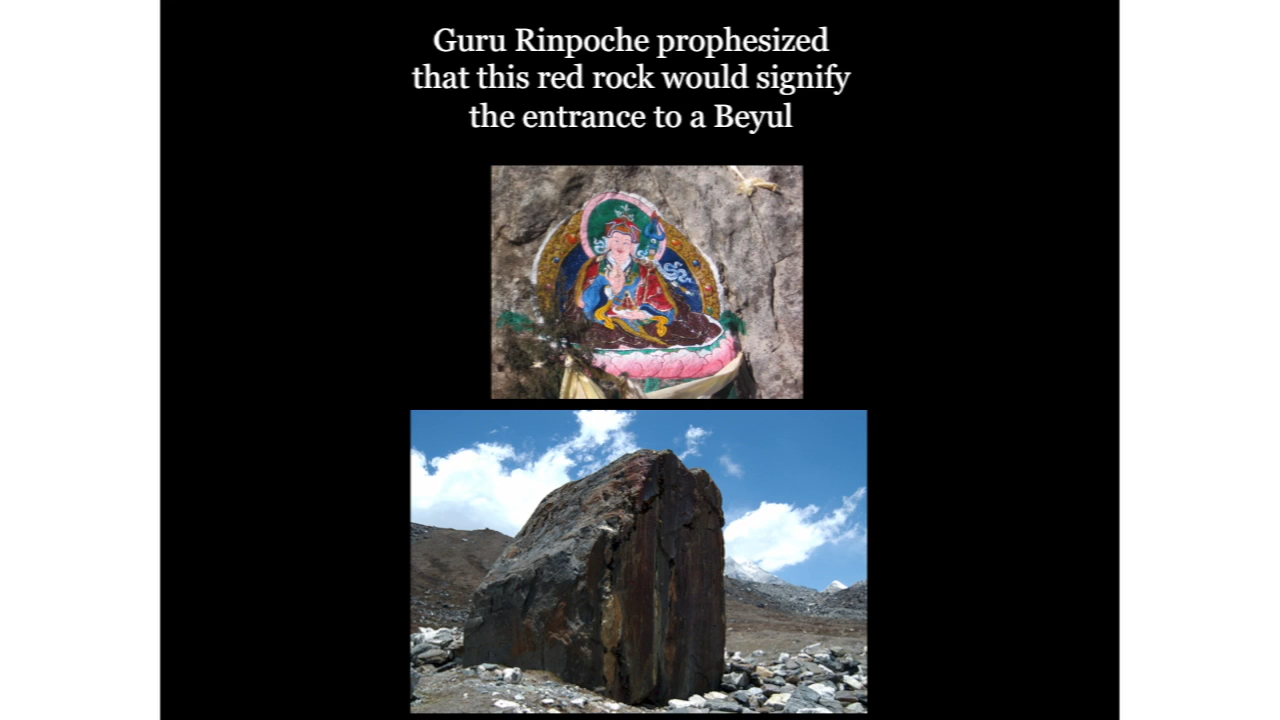 Guru Rinpoche prophesized
that this red rock would signify
the entrance to a Beyul